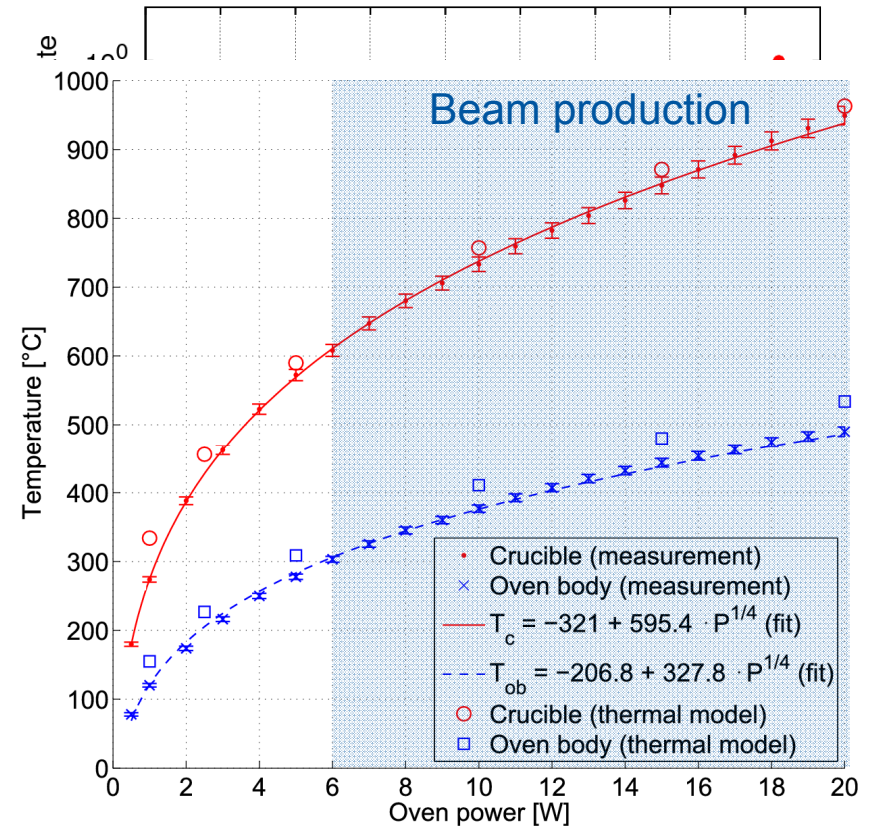 te
10⁰
1000
900
800
700
600
500
400
300
200
100
0
Temperature [°C]
Beam production
Crucible (measurement)
Oven body (measurement)
T_c = −321 + 595.4 · P^1/4 (fit)
T_ob = −206.8 + 327.8 · P^1/4 (fit)
Crucible (thermal model)
Oven body (thermal model)
0 2 4 6 8 10 12 14 16 18 20
Oven power [W]